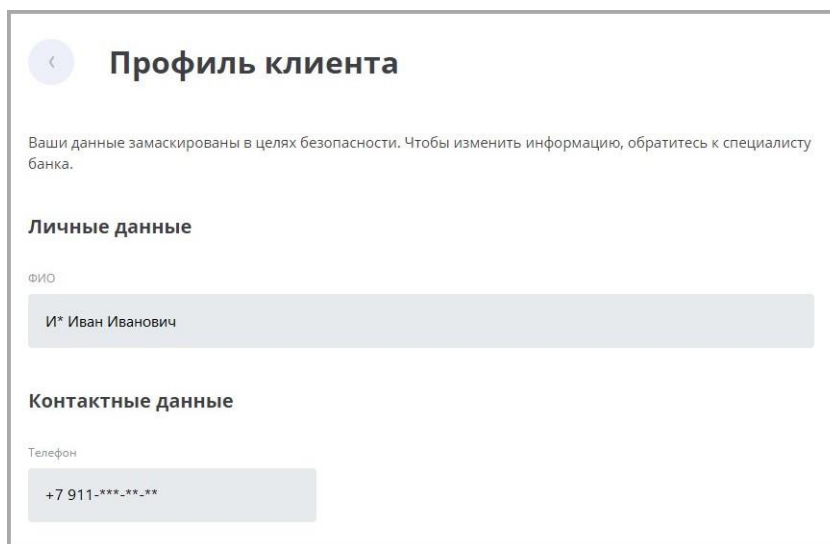 Профиль клиента
Ваши данные замаскированы в целях безопасности. Чтобы изменить информацию, обратитесь к специалисту
банка.
Личные данные
ФИО
И* Иван Иванович
Контактные данные
Телефон
+7 911-***-**-**